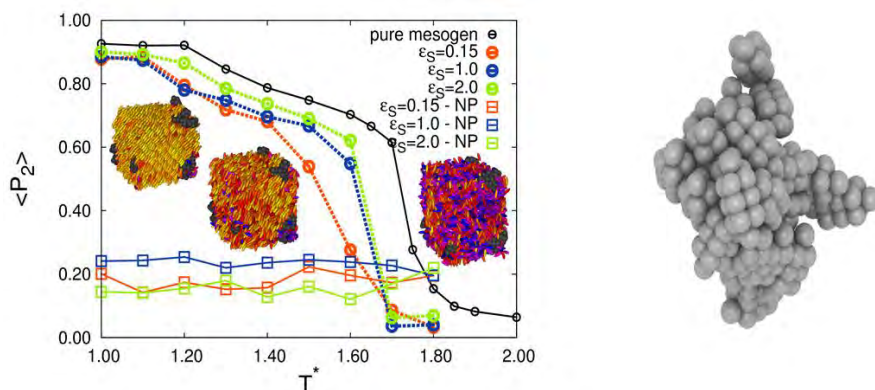 pure mesogen
εS=0.15
εS=1.0
εS=2.0
εS=0.15 - NP
εS=1.0 - NP
εS=2.0 - NP
<P2>
1.00
0.80
0.60
0.40
0.20
0.00
1.00 1.20 1.40 1.60 1.80 2.00
T*